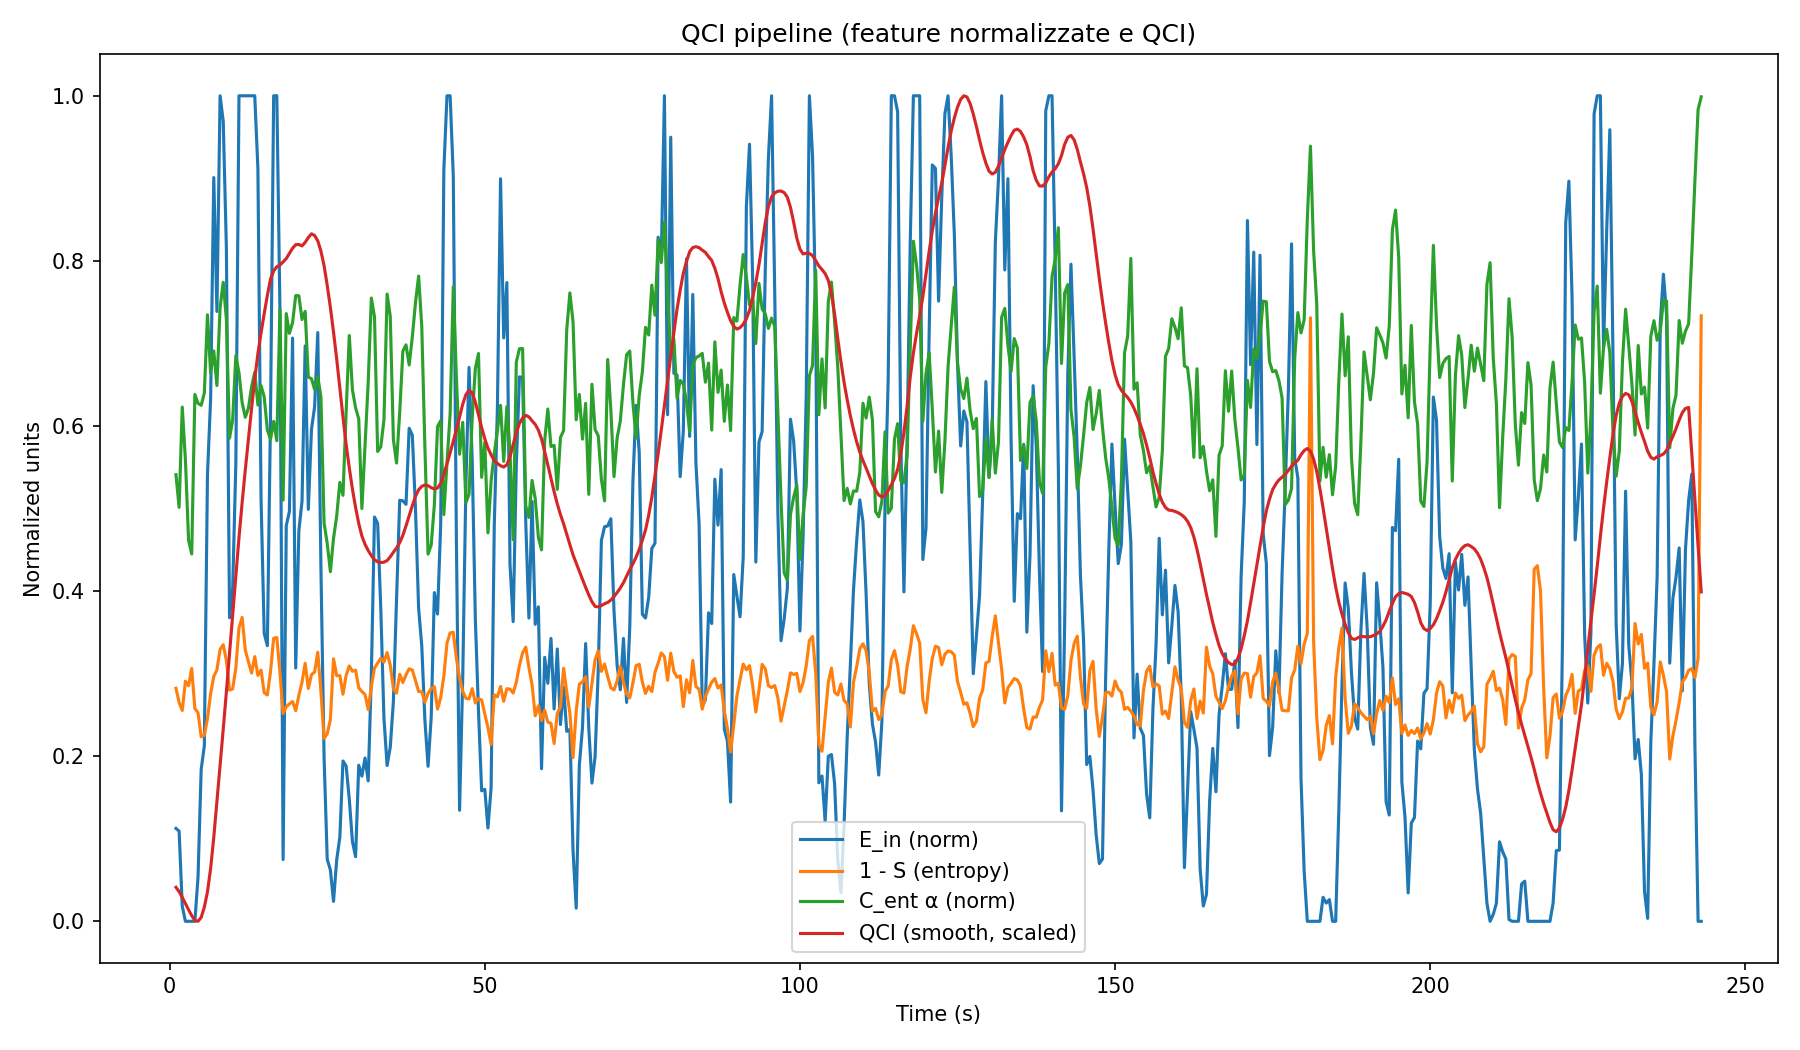 QCI pipeline (feature normalizzate e QCI)
Normalized units
1.0
0.8
0.6
0.4
0.2
0.0
E_in (norm)
1 - S (entropy)
C_ent α (norm)
QCI (smooth, scaled)
0 50 100 150 200 250
Time (s)